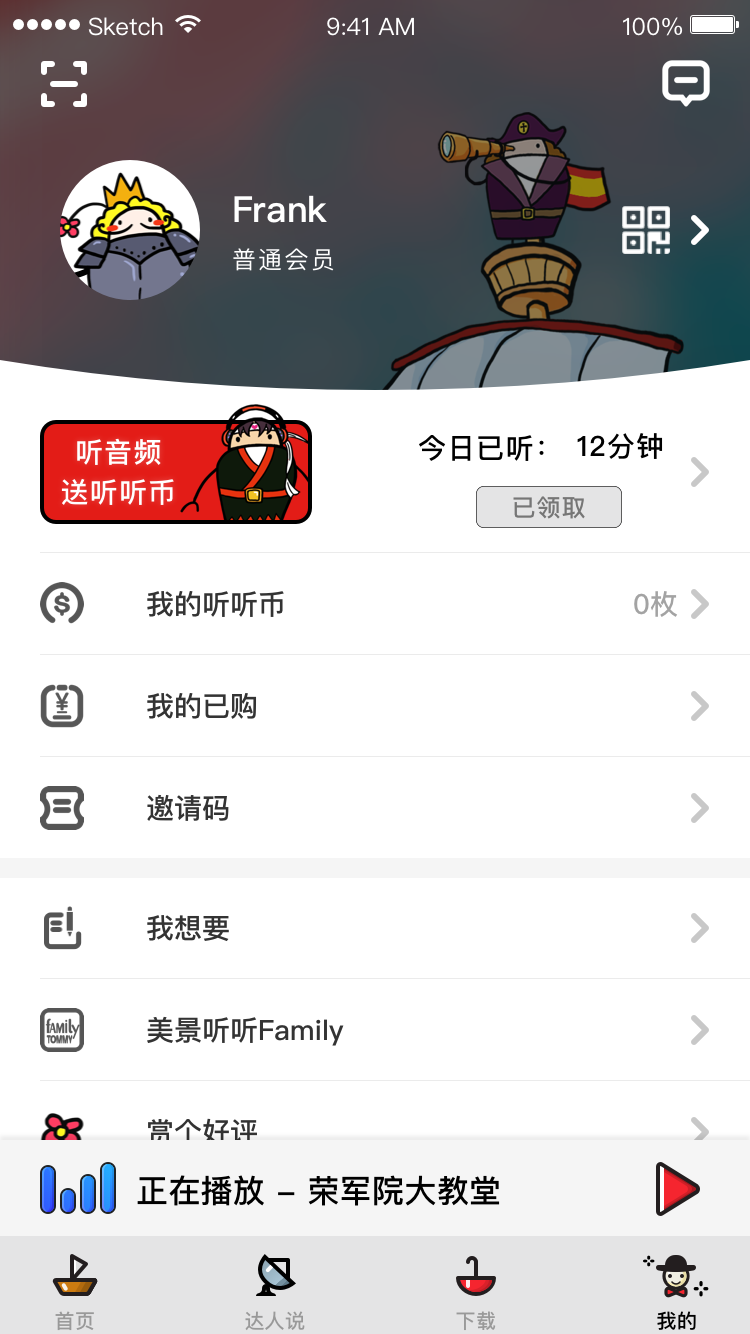 Sketch 9:41 AM 100%
Frank
普通会员
听音频
送听听币
今日已听： 12分钟
已领取
我的听听币 0枚
我的已购
邀请码
我想要
FAMily
TOMMY
美景听听Family
赏个好评
正在播放 – 荣军院大教堂
首页 达人说 下载 我的